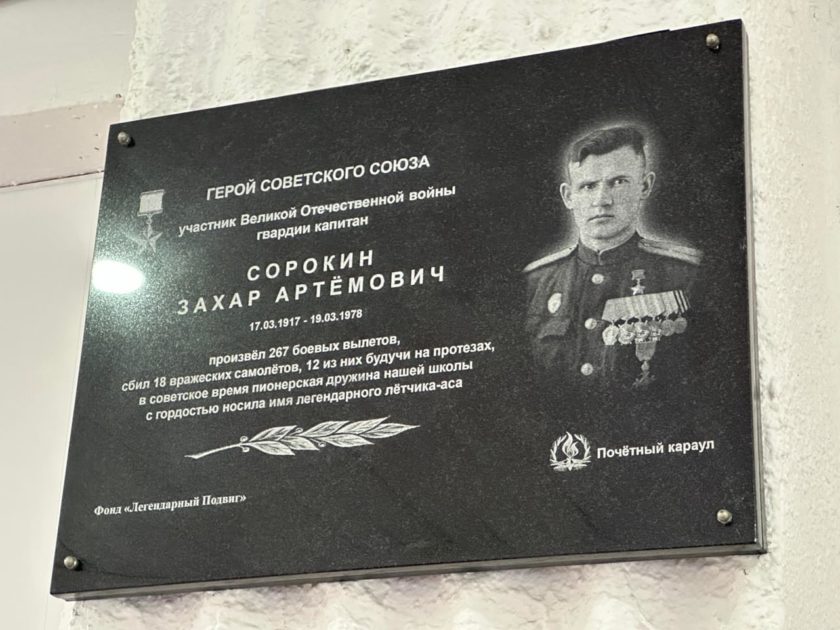 ГЕРОЙ СОВЕТСКОГО СОЮЗА
участник Великой Отечественной войны
гвардии капитан
СОРОКИН
ЗАХАР АРТЁМОВИЧ
17.03.1917 - 19.03.1978
произвёл 267 боевых вылетов,
сбил 18 вражеских самолётов, 12 из них будучи на протезах,
в советское время пионерская дружина нашей школы
с гордостью носила имя легендарного лётчика-аса
Почётный караул
Фонд «Легендарный Подвиг»